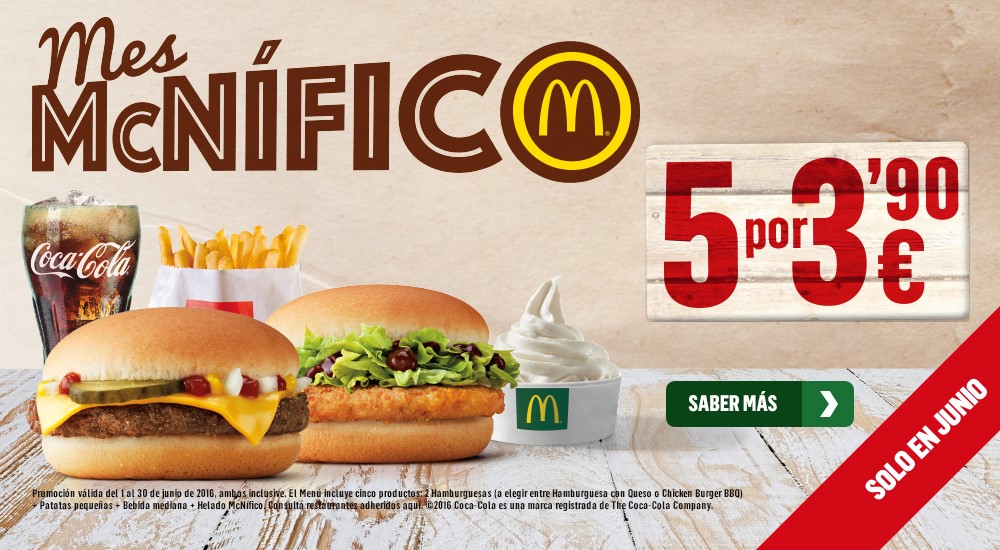 Mes
McNÍFICO
Coca-Cola
5 por 3'90 €
SABER MÁS
SOLO EN JUNIO
Promoción válida del 1 al 30 de junio de 2016, ambos inclusive. El Menú incluye cinco productos: 2 Hamburguesas (a elegir entre Hamburguesa con Queso o Chicken Burger BBQ)
+ Patatas pequeñas + Bebida mediana + Helado McNífico. Consulta restaurantes adheridos aquí. ©2016 Coca-Cola es una marca registrada de The Coca-Cola Company.